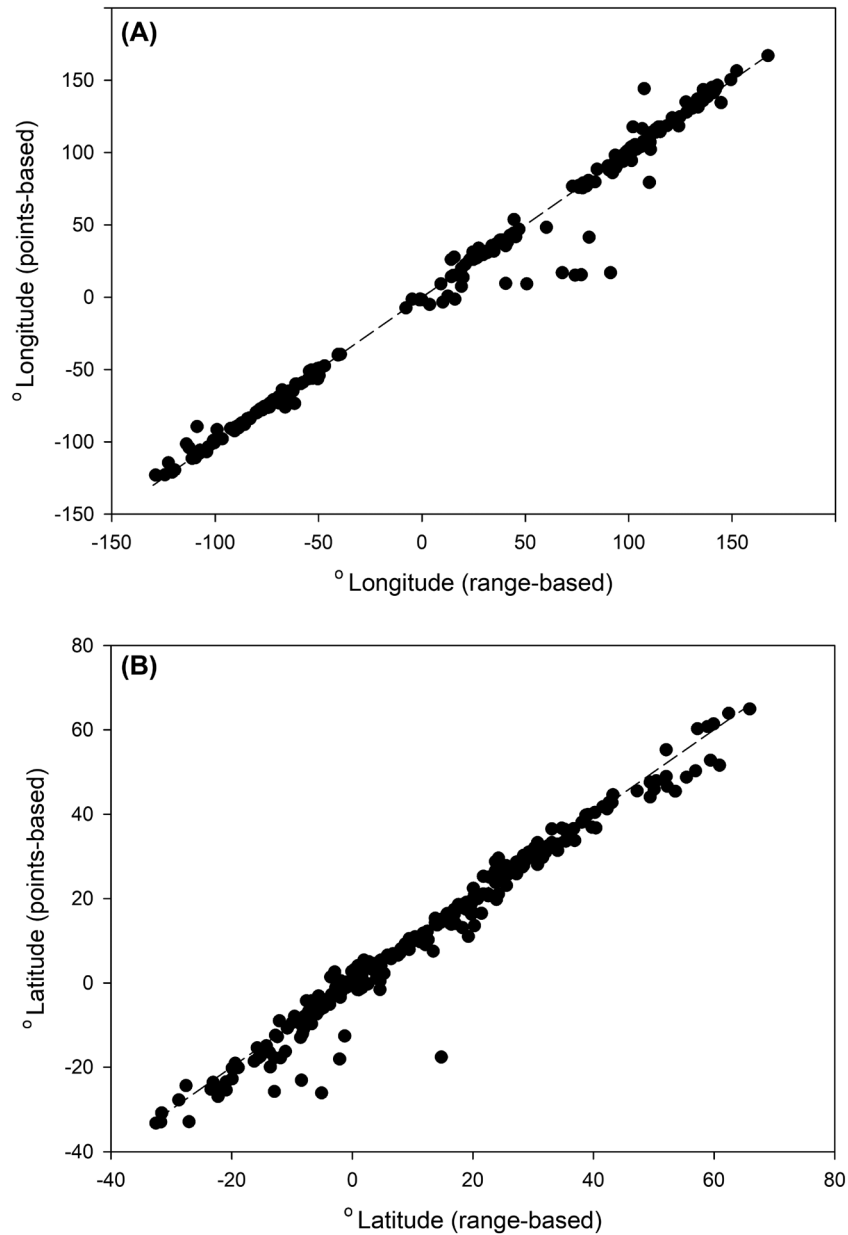 (A)
150
100
50
0
-50
-100
-150
° Longitude (points-based)
-150 -100 -50 0 50 100 150
° Longitude (range-based)
(B)
80
60
40
20
0
-20
-40
° Latitude (points-based)
-40 -20 0 20 40 60 80
° Latitude (range-based)